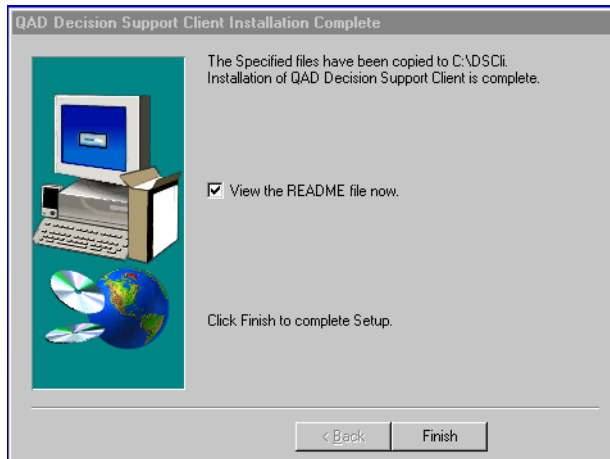 QAD Decision Support Client Installation Complete
The Specified files have been copied to C:\DSCli.
Installation of QAD Decision Support Client is complete.
View the README file now.
Click Finish to complete Setup.
< Back
Finish